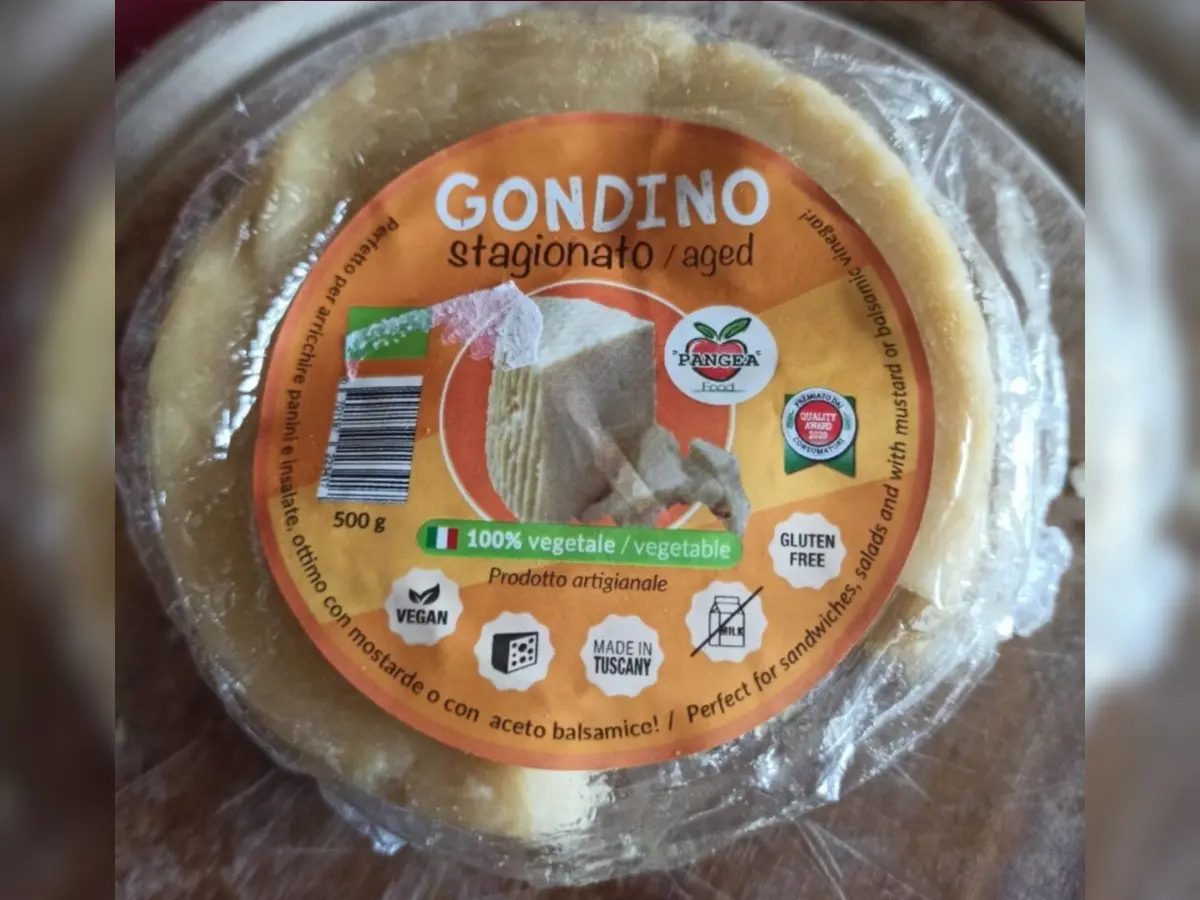 GONDINO
stagionato / aged
Perfetto per arricchire panini e insalate, ottimo con mostarde o con aceto balsamico! / Perfect for sandwiches, salads and with mustard or balsamic vinegar!
"PANGEA"
Food
PREMIATO DAI
QUALITY
AWARD
2020
CONSUMATORI
500 g
100% vegetale / vegetable
Prodotto artigianale
GLUTEN
FREE
VEGAN
MADE IN
TUSCANY
MILK